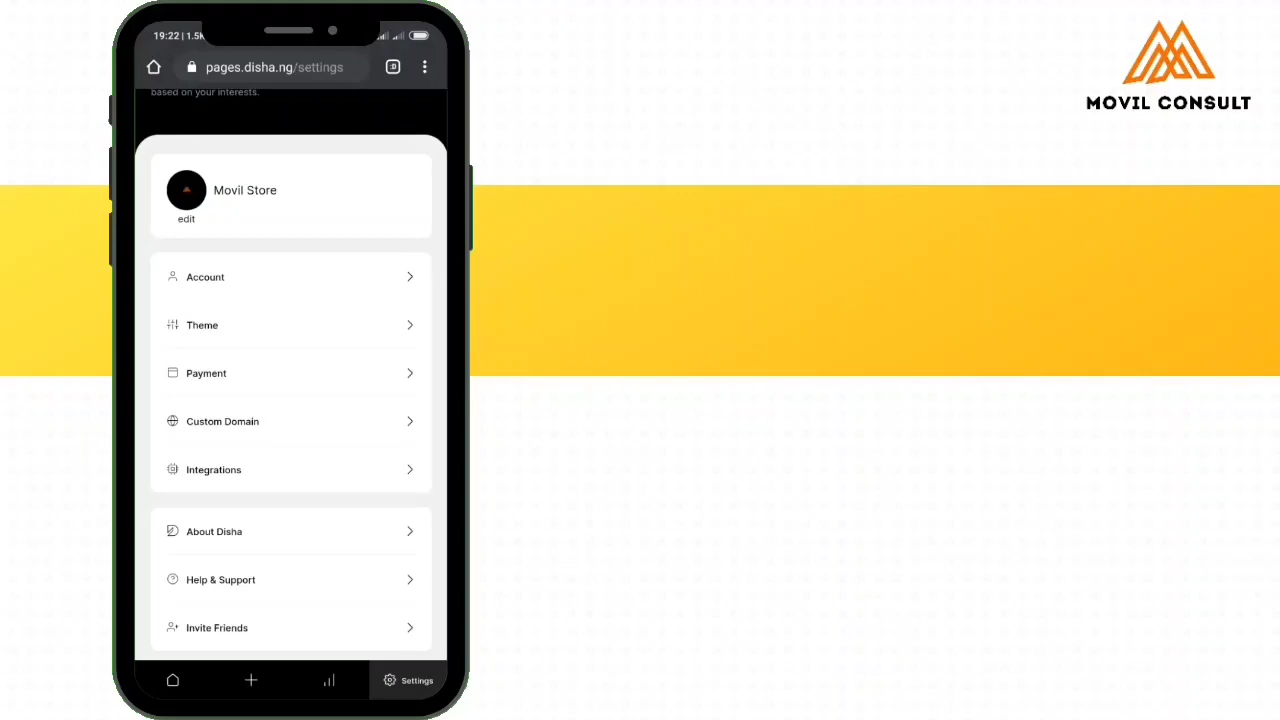 19:22 | 1.5K
pages.disha.ng/settings
based on your interests.
Movil Store
edit
Account
Theme
Payment
Custom Domain
Integrations
About Disha
Help & Support
Invite Friends
Settings
MOVIL CONSULT